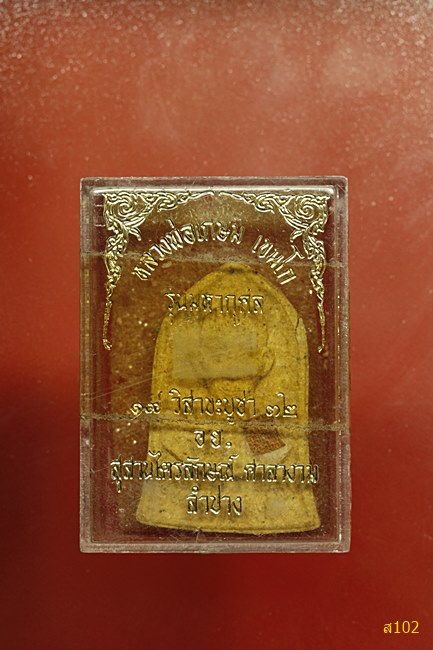 หลวงพ่อเกษม เขมโก
รุ่นมหากุศล
๑๙ วิสาขะบูชา ๓๒
อย.
สุสานไตรลักษณ์ ศาลางาม
ลำปาง
ส102